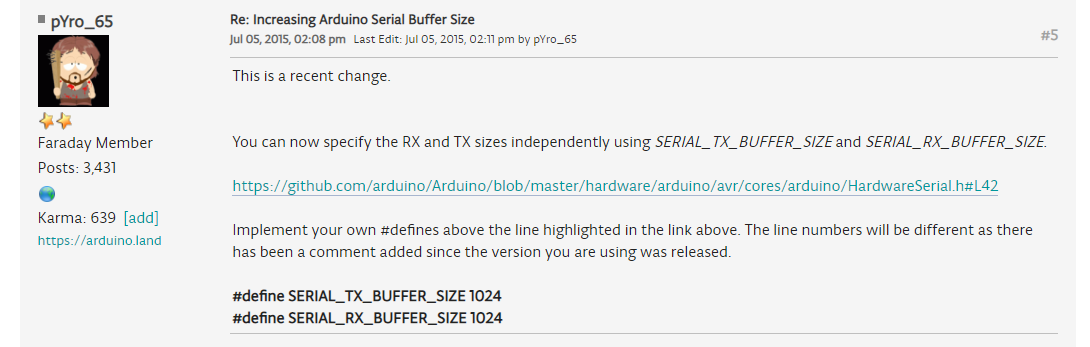 pYro_65
Faraday Member
Posts: 3,431
Karma: 639 [add]
https://arduino.land
Re: Increasing Arduino Serial Buffer Size
Jul 05, 2015, 02:08 pm Last Edit: Jul 05, 2015, 02:11 pm by pYro_65
#5
This is a recent change.
You can now specify the RX and TX sizes independently using SERIAL_TX_BUFFER_SIZE and SERIAL_RX_BUFFER_SIZE.
https://github.com/arduino/Arduino/blob/master/hardware/arduino/avr/cores/arduino/HardwareSerial.h#L42
Implement your own #defines above the line highlighted in the link above. The line numbers will be different as there
has been a comment added since the version you are using was released.
#define SERIAL_TX_BUFFER_SIZE 1024
#define SERIAL_RX_BUFFER_SIZE 1024